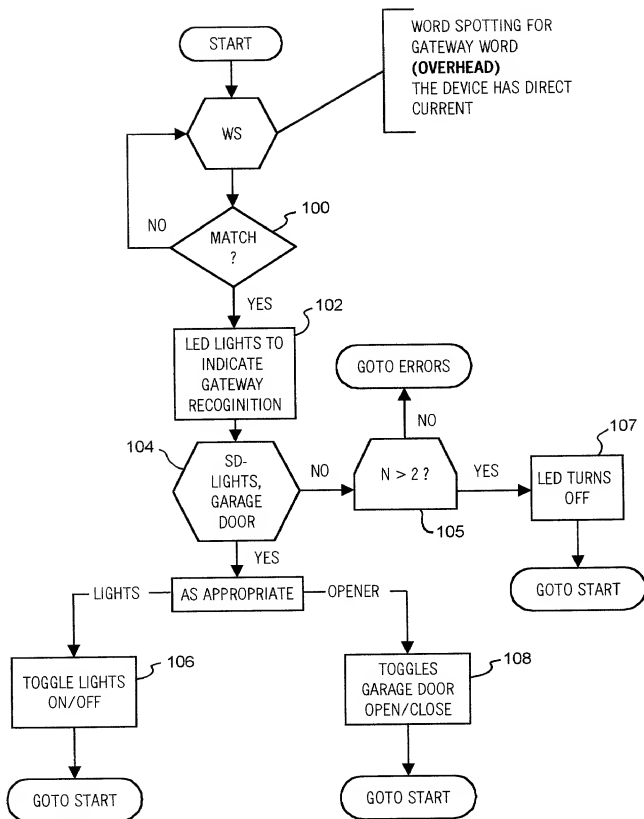 START
WORD SPOTTING FOR
GATEWAY WORD
(OVERHEAD)
THE DEVICE HAS DIRECT
CURRENT
WS
100
NO
MATCH
?
YES
102
LED LIGHTS TO
INDICATE
GATEWAY
RECOGINITION
GOTO ERRORS
NO
104
SD-
LIGHTS,
GARAGE
DOOR
NO
N > 2 ?
105
YES
107
LED TURNS
OFF
GOTO START
YES
LIGHTS
AS APPROPRIATE
OPENER
106
TOGGLE LIGHTS
ON/OFF
GOTO START
108
TOGGLES
GARAGE DOOR
OPEN/CLOSE
GOTO START